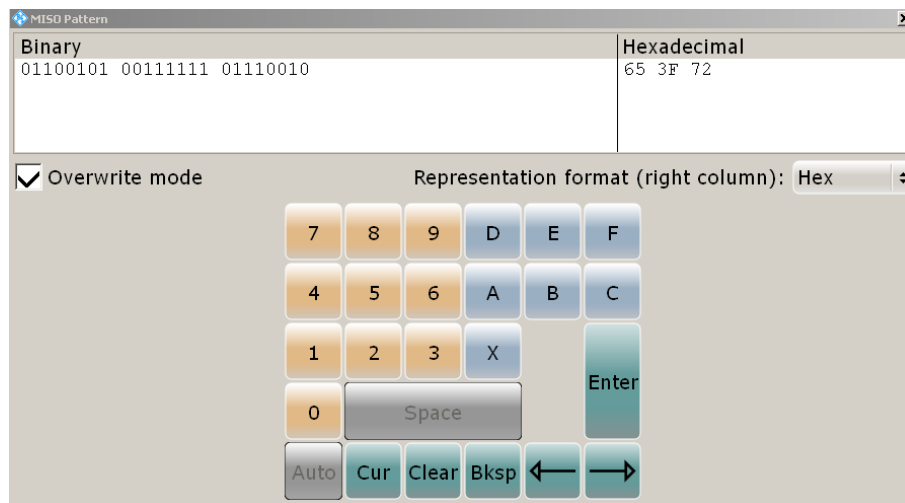 MISO Pattern
Binary Hexadecimal
01100101 00111111 01110010 65 3F 72
Overwrite mode Representation format (right column): Hex
7 8 9 D E F
4 5 6 A B C
1 2 3 X
Enter
0 Space
Auto Cur Clear Bksp